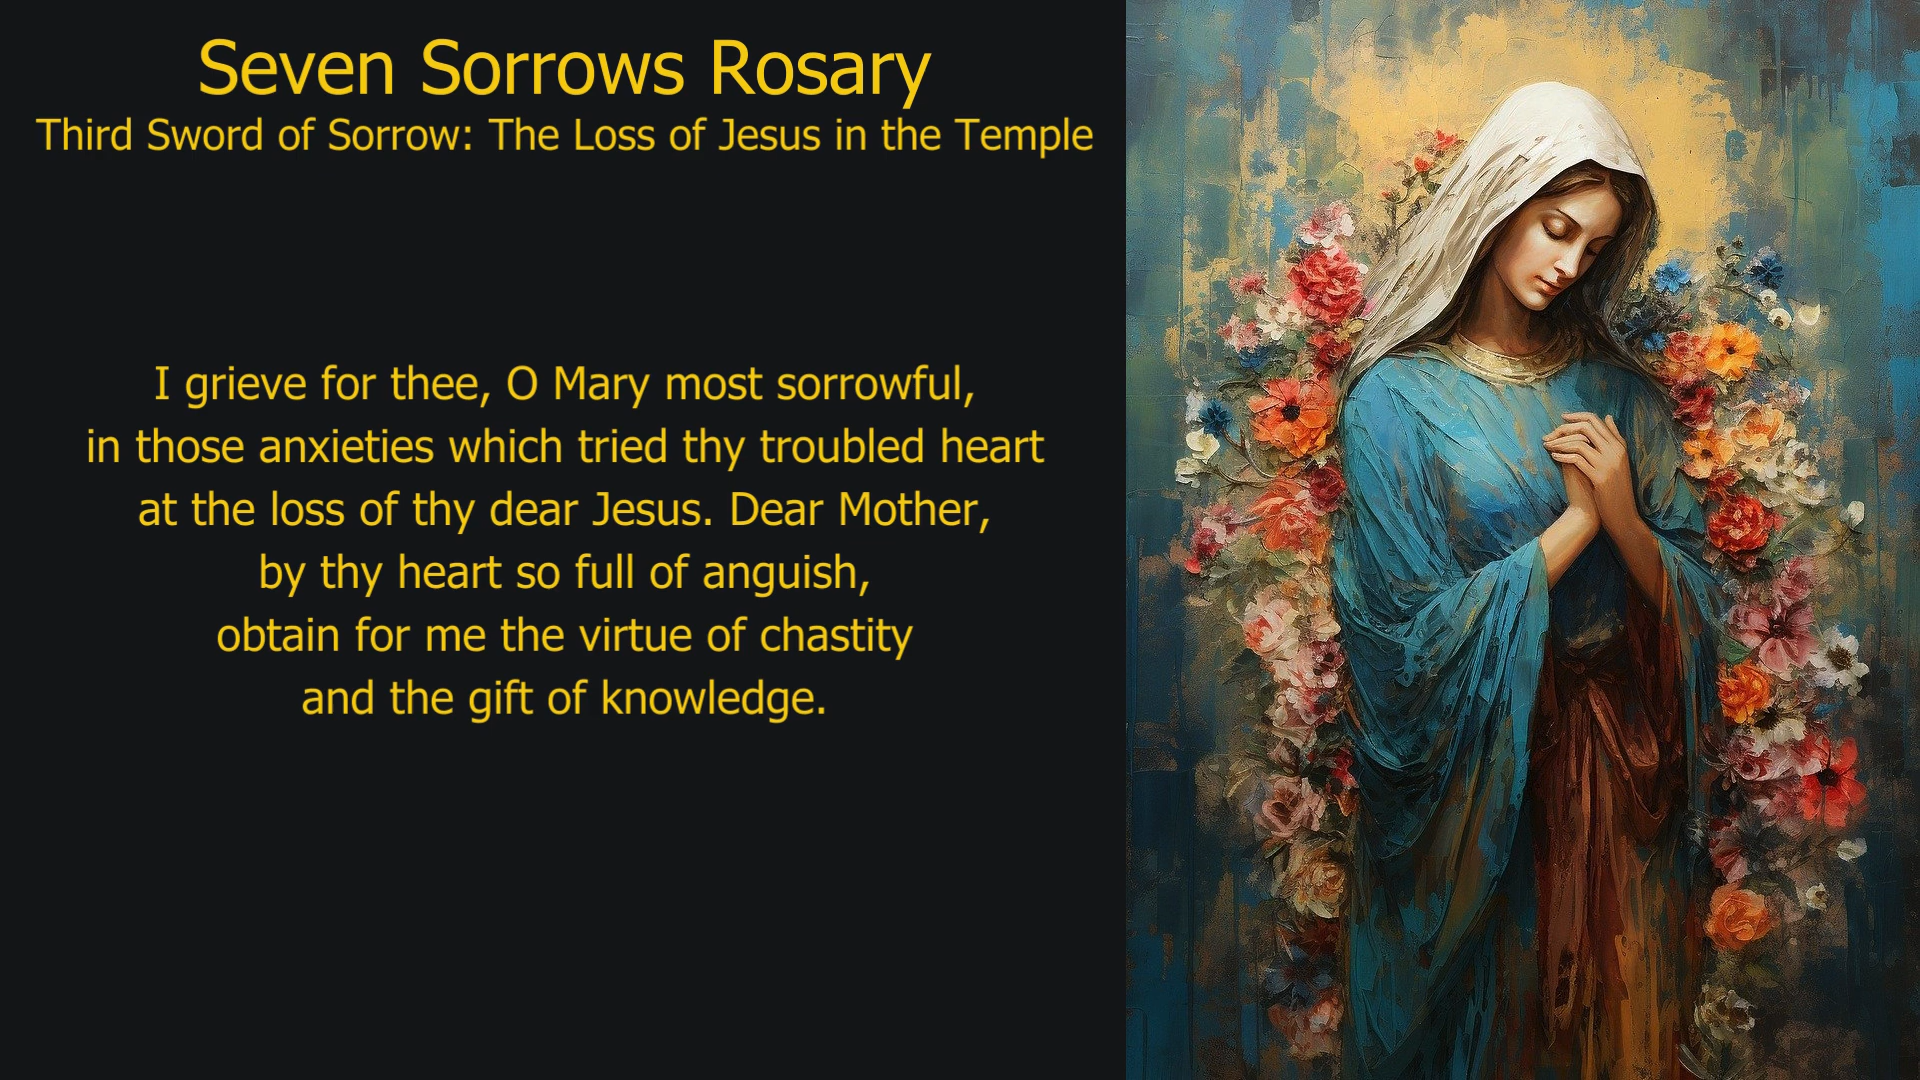 Seven Sorrows Rosary
Third Sword of Sorrow: The Loss of Jesus in the Temple
I grieve for thee, O Mary most sorrowful,
in those anxieties which tried thy troubled heart
at the loss of thy dear Jesus. Dear Mother,
by thy heart so full of anguish,
obtain for me the virtue of chastity
and the gift of knowledge.